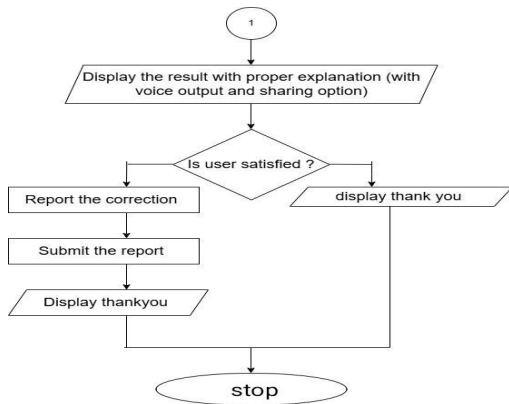 1
Display the result with proper explanation (with
voice output and sharing option)
Is user satisfied ?
Report the correction
display thank you
Submit the report
Display thankyou
stop